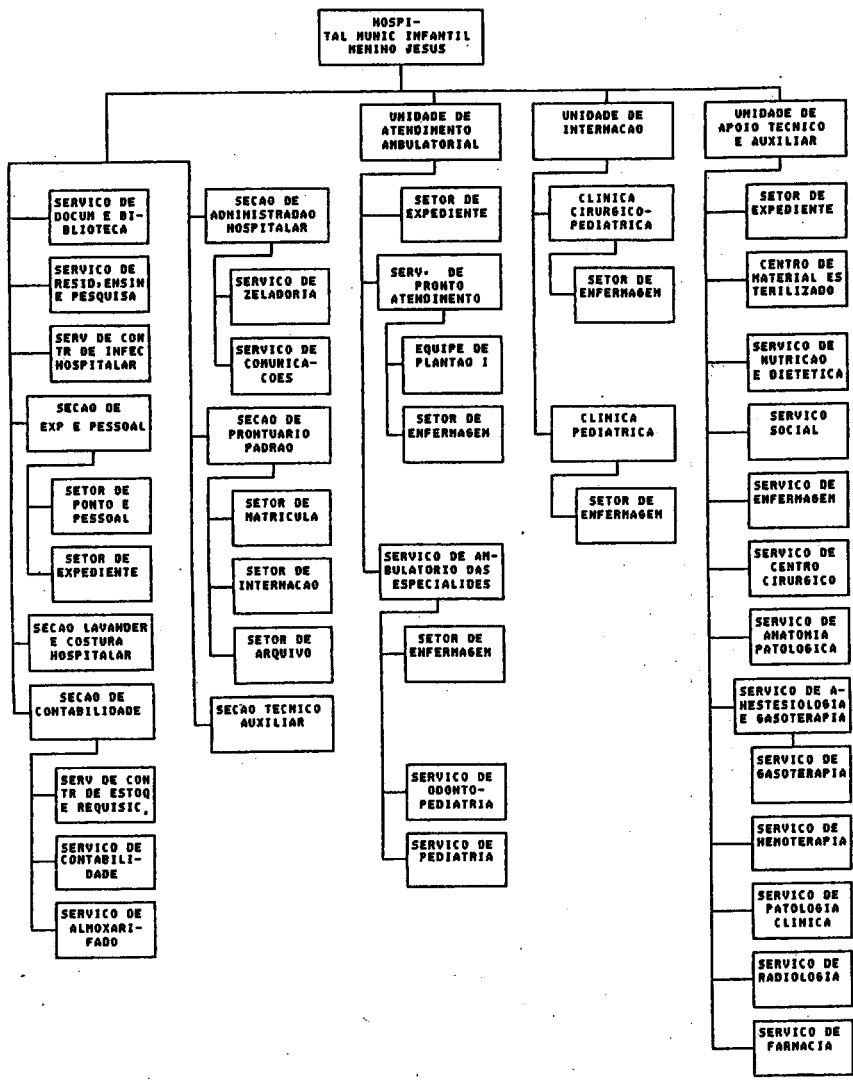 HOSPI-
TAL MUNIC INFANTIL
MENINO JESUS
UNIDADE DE
ATENDIMENTO
AMBULATORIAL
UNIDADE DE
INTERNACAO
UNIDADE DE
APOIO TECNICO
E AUXILIAR
SERVICO DE
DOCUM E BI-
BLIOTECA
SERVICO DE
RESID,ENSIN
E PESQUISA
SERV DE CON
TR DE INFEC
HOSPITALAR
SECAO DE
EXP E PESSOAL
SETOR DE
PONTO E
PESSOAL
SETOR DE
EXPEDIENTE
SECAO LAVANDER
E COSTURA
HOSPITALAR
SECAO DE
CONTABILIDADE
SERV DE CON
TR DE ESTOQ
E REQUISIC,
SERVICO DE
CONTABILI-
DADE
SERVICO DE
ALMOXARI-
FADO
SECAO DE
ADMINISTRADAO
HOSPITALAR
SERVICO DE
ZELADORIA
SERVICO DE
COMUNICA-
COES
SECAO DE
PRONTUARIO
PADRAO
SETOR DE
MATRICULA
SETOR DE
INTERNACAO
SETOR DE
ARQUIVO
SECAO TECNICO
AUXILIAR
SETOR DE
EXPEDIENTE
SERV. DE
PRONTO
ATENDIMENTO
EQUIPE DE
PLANTAO I
SETOR DE
ENFERMAGEM
SERVICO DE AM-
BULATORIO DAS
ESPECIALIDES
SETOR DE
ENFERMAGEM
SERVICO DE
ODONTO-
PEDIATRIA
SERVICO DE
PEDIATRIA
CLINICA
CIRURGICO-
PEDIATRICA
SETOR DE
ENFERMAGEM
CLINICA
PEDIATRICA
SETOR DE
ENFERMAGEM
SETOR DE
EXPEDIENTE
CENTRO DE
MATERIAL ES
TERILIZADO
SERVICO DE
NUTRICAO
E DIETETICA
SERVICO
SOCIAL
SERVICO DE
ENFERMAGEM
SERVICO DE
CENTRO
CIRURGICO
SERVICO DE
ANATOMIA
PATOLOGICA
SERVICO DE A-
NESTESIOLOGIA
E GASOTERAPIA
SERVICO DE
GASOTERAPIA
SERVICO DE
HEMOTERAPIA
SERVICO DE
PATOLOGIA
CLINICA
SERVICO DE
RADIOLOGIA
SERVICO DE
FARMACIA